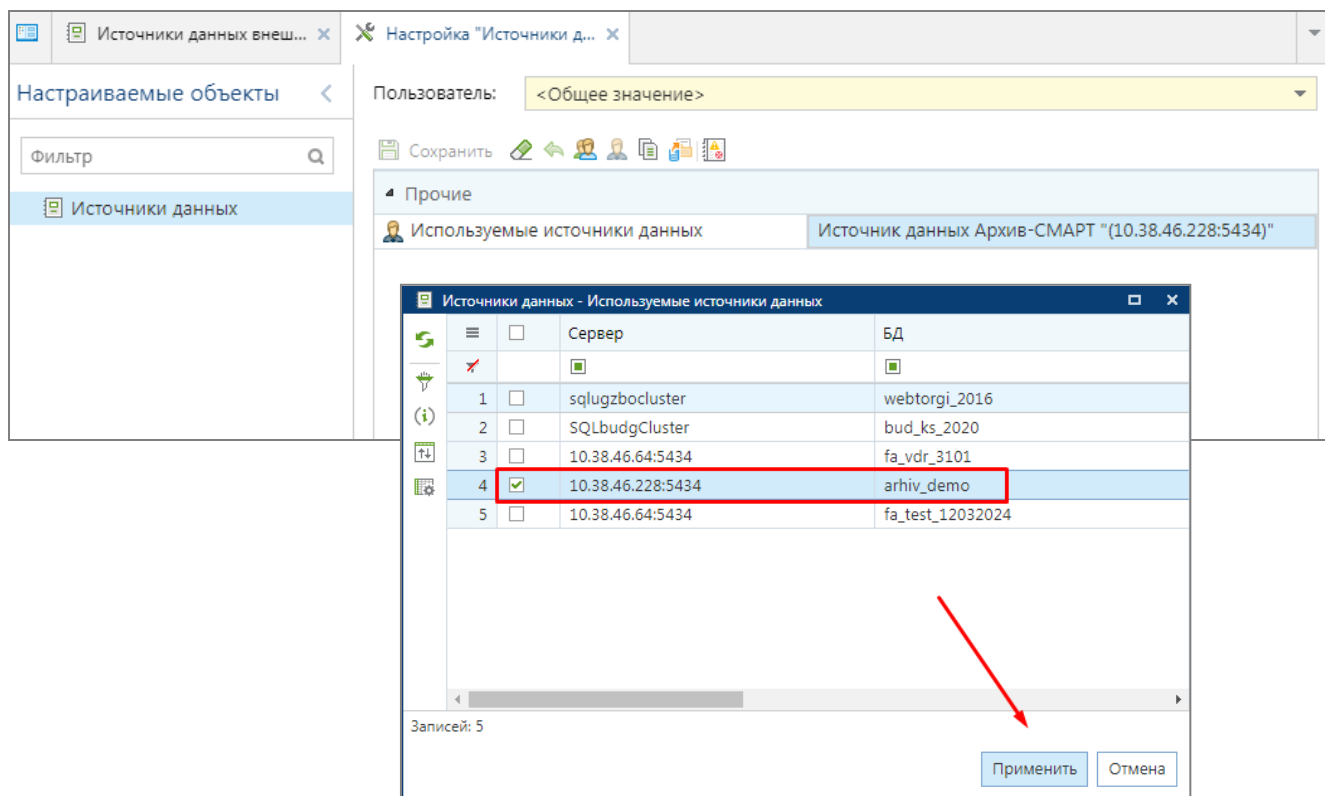 Источники данных внеш...
Настройка "Источники д...
Настраиваемые объекты
Пользователь:
<Общее значение>
Фильтр
Сохранить
Источники данных
Прочие
Используемые источники данных
Источник данных Архив-СМАРТ "(10.38.46.228:5434)"
Источники данных - Используемые источники данных
Сервер БД
1 sqlugzbocluster webtorgi_2016
2 SQLbudgCluster bud_ks_2020
3 10.38.46.64:5434 fa_vdr_3101
4 10.38.46.228:5434 arhiv_demo
5 10.38.46.64:5434 fa_test_12032024
Записей: 5
Применить
Отмена